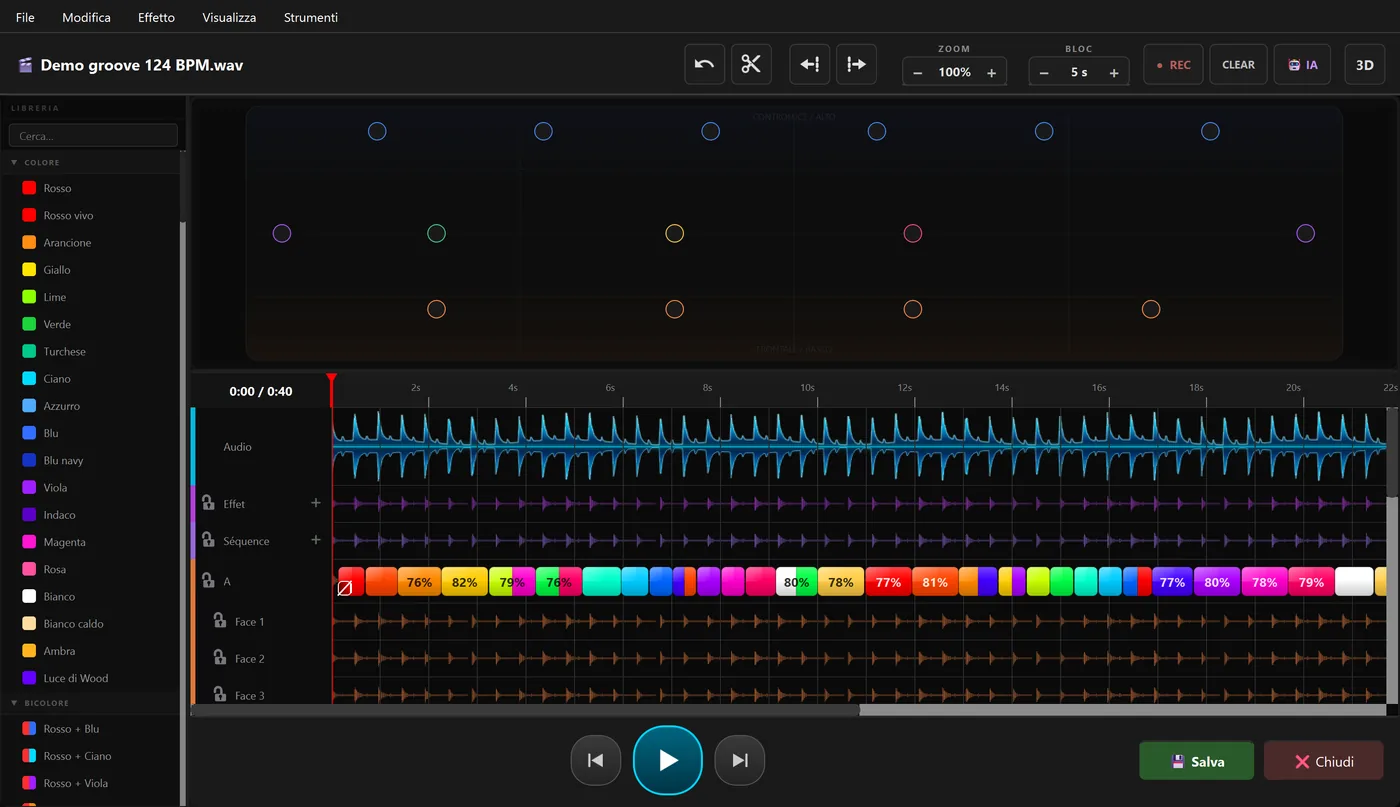 File Modifica Effetto Visualizza Strumenti
Demo groove 124 BPM.wav
ZOOM
− 100% +
BLOC
− 5 s +
REC
CLEAR
IA
3D
LIBRERIA
Cerca...
COLORE
Rosso
Rosso vivo
Arancione
Giallo
Lime
Verde
Turchese
Ciano
Azzurro
Blu
Blu navy
Viola
Indaco
Magenta
Rosa
Bianco
Bianco caldo
Ambra
Luce di Wood
BICOLORE
Rosso + Blu
Rosso + Ciano
Rosso + Viola
CONTROLUCE / ALTO
0:00 / 0:40
2s 4s 6s 8s 10s 12s 14s 16s 18s 20s 22s
Audio
Effet +
Séquence +
A
76% 82% 79% 76% 80% 78% 77% 81% 77% 80% 78% 79%
Face 1
Face 2
Face 3
Salva
Chiudi